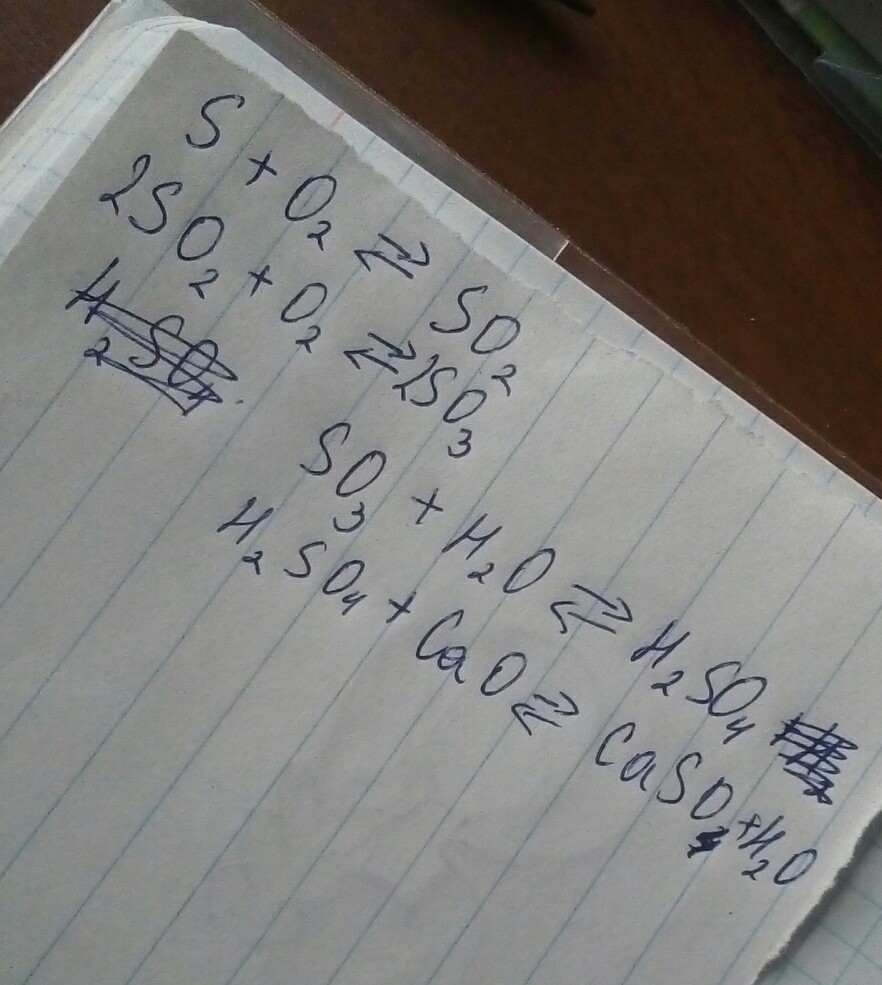 S + O₂ ⇄ SO₂
2SO₂ + O₂ ⇄ 2SO₃
SO₃ + H₂O ⇄ H₂SO₄
H₂SO₄ + CaO ⇄ CaSO₄ + H₂O